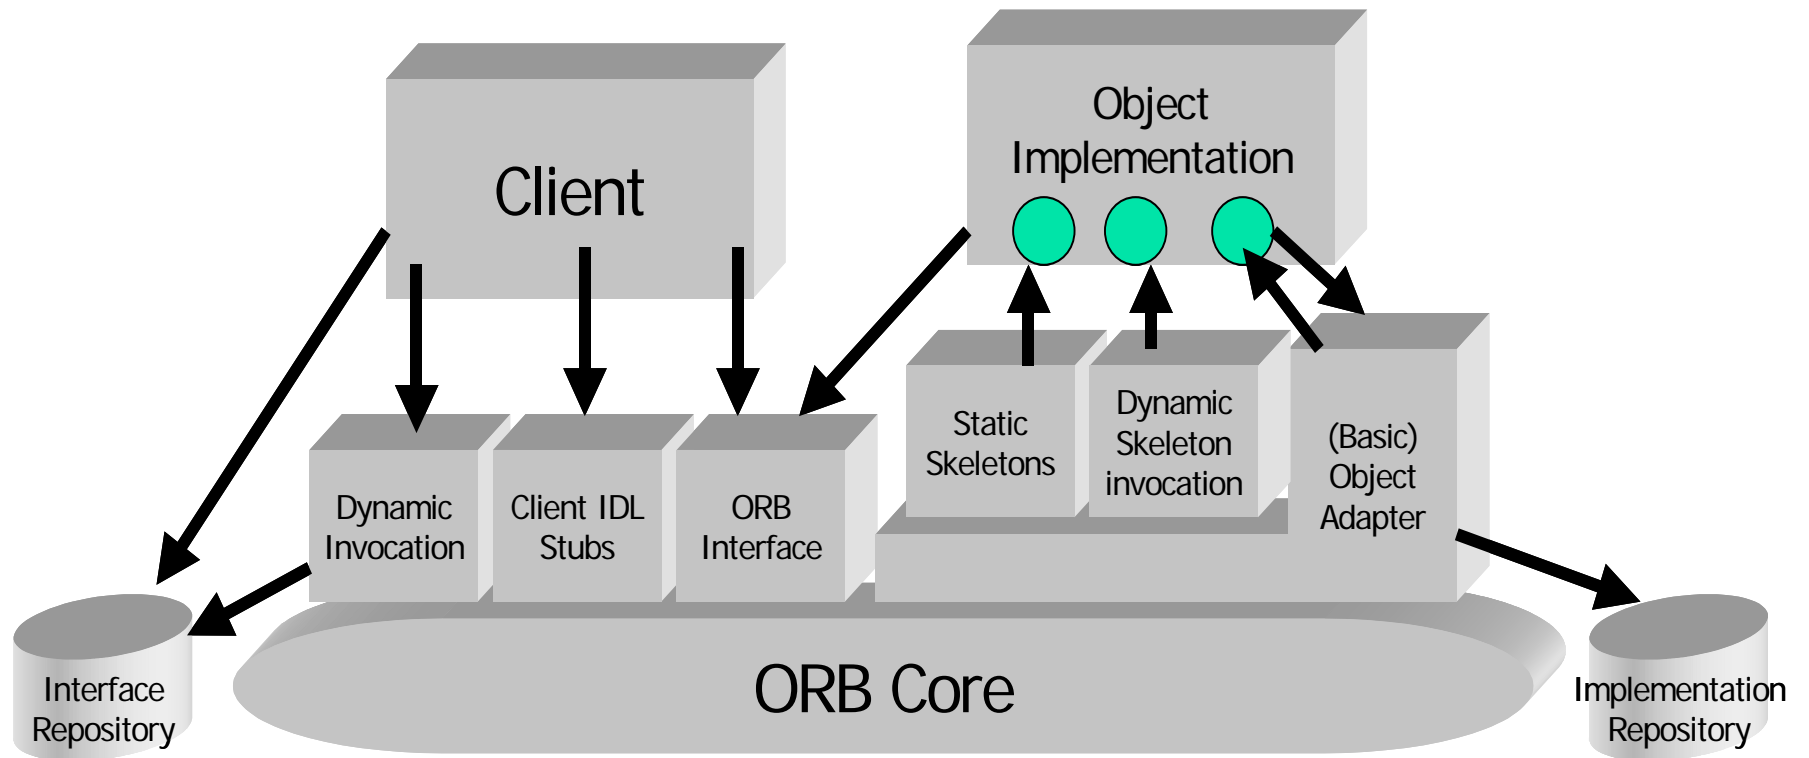 Object
Implementation
Client
Static
Skeletons
Dynamic
Skeleton
invocation
(Basic)
Object
Adapter
Dynamic
Invocation
Client IDL
Stubs
ORB
Interface
ORB Core
Interface
Repository
Implementation
Repository